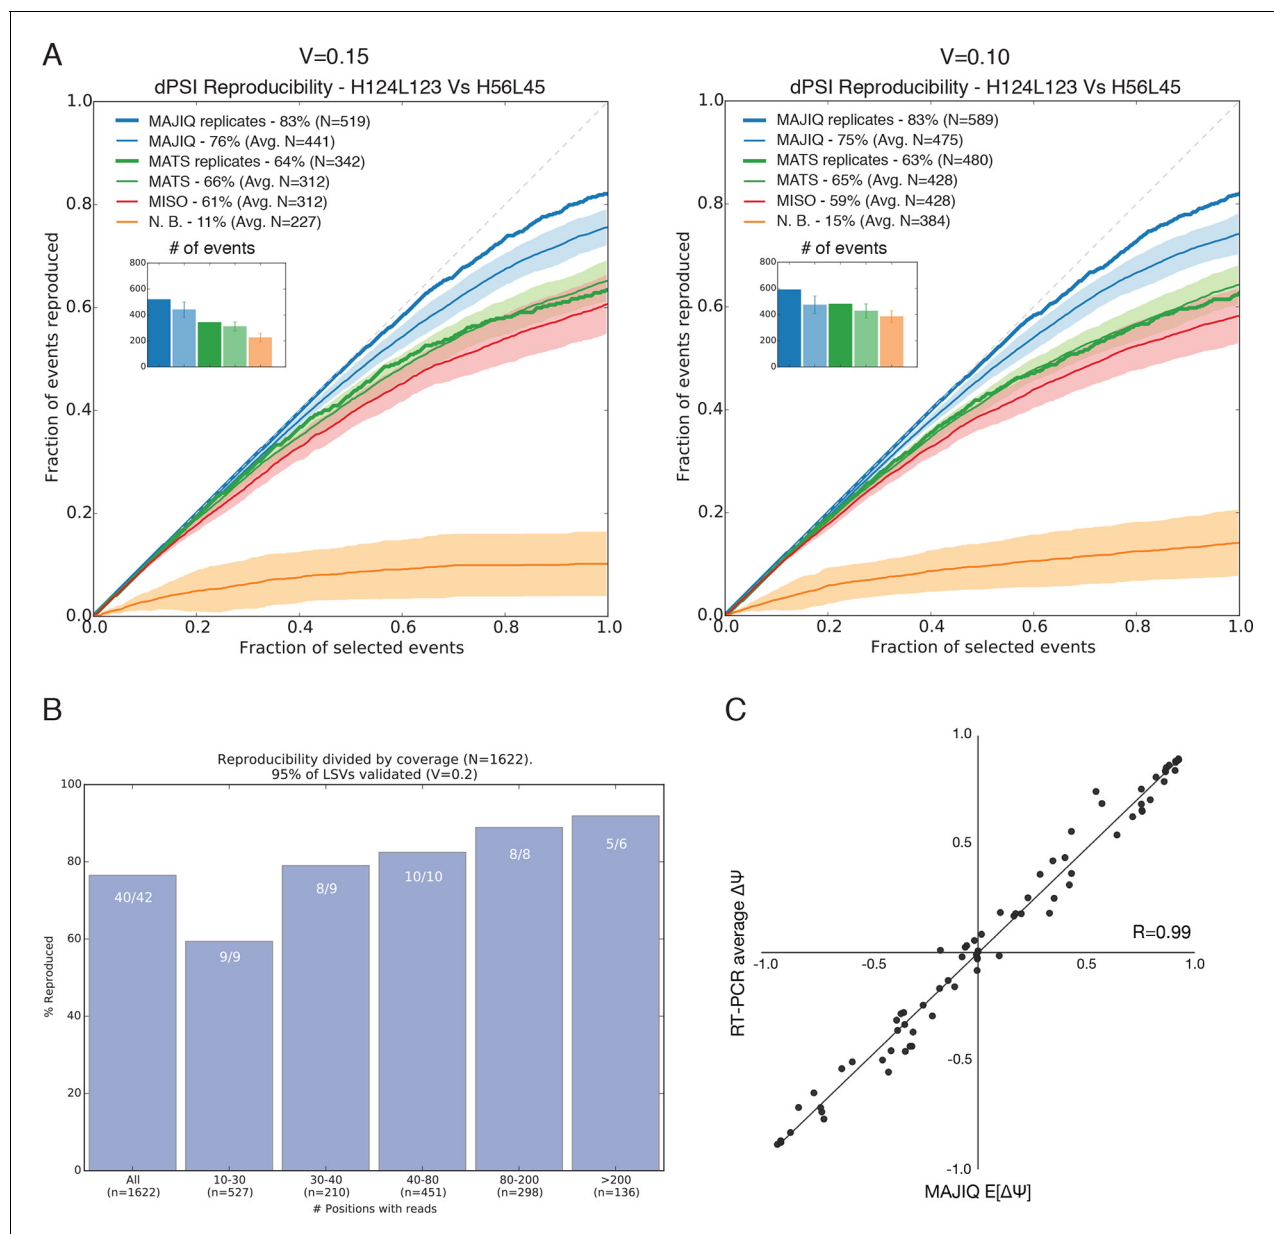 A
V=0.15
dPSI Reproducibility - H124L123 Vs H56L45
MAJIQ replicates - 83% (N=519)
MAJIQ - 76% (Avg. N=441)
MATS replicates - 64% (N=342)
MATS - 66% (Avg. N=312)
MISO - 61% (Avg. N=312)
N. B. - 11% (Avg. N=227)
# of events
800
600
400
200
0
1.0
0.8
0.6
0.4
0.2
0.0
Fraction of events reproduced
0.0 0.2 0.4 0.6 0.8 1.0
Fraction of selected events
V=0.10
dPSI Reproducibility - H124L123 Vs H56L45
MAJIQ replicates - 83% (N=589)
MAJIQ - 75% (Avg. N=475)
MATS replicates - 63% (N=480)
MATS - 65% (Avg. N=428)
MISO - 59% (Avg. N=428)
N. B. - 15% (Avg. N=384)
# of events
800
600
400
200
0
1.0
0.8
0.6
0.4
0.2
0.0
Fraction of events reproduced
0.0 0.2 0.4 0.6 0.8 1.0
Fraction of selected events
B
Reproducibility divided by coverage (N=1622).
95% of LSVs validated (V=0.2)
100
80
60
40
20
0
% Reproduced
40/42 9/9 8/9 10/10 8/8 5/6
All 10-30 30-40 40-80 80-200 >200
(n=1622) (n=527) (n=210) (n=451) (n=298) (n=136)
# Positions with reads
C
1.0
0.5
R=0.99
-1.0 -0.5 0.5 1.0
-0.5
-1.0
RT-PCR average ΔΨ
MAJIQ E[ΔΨ]